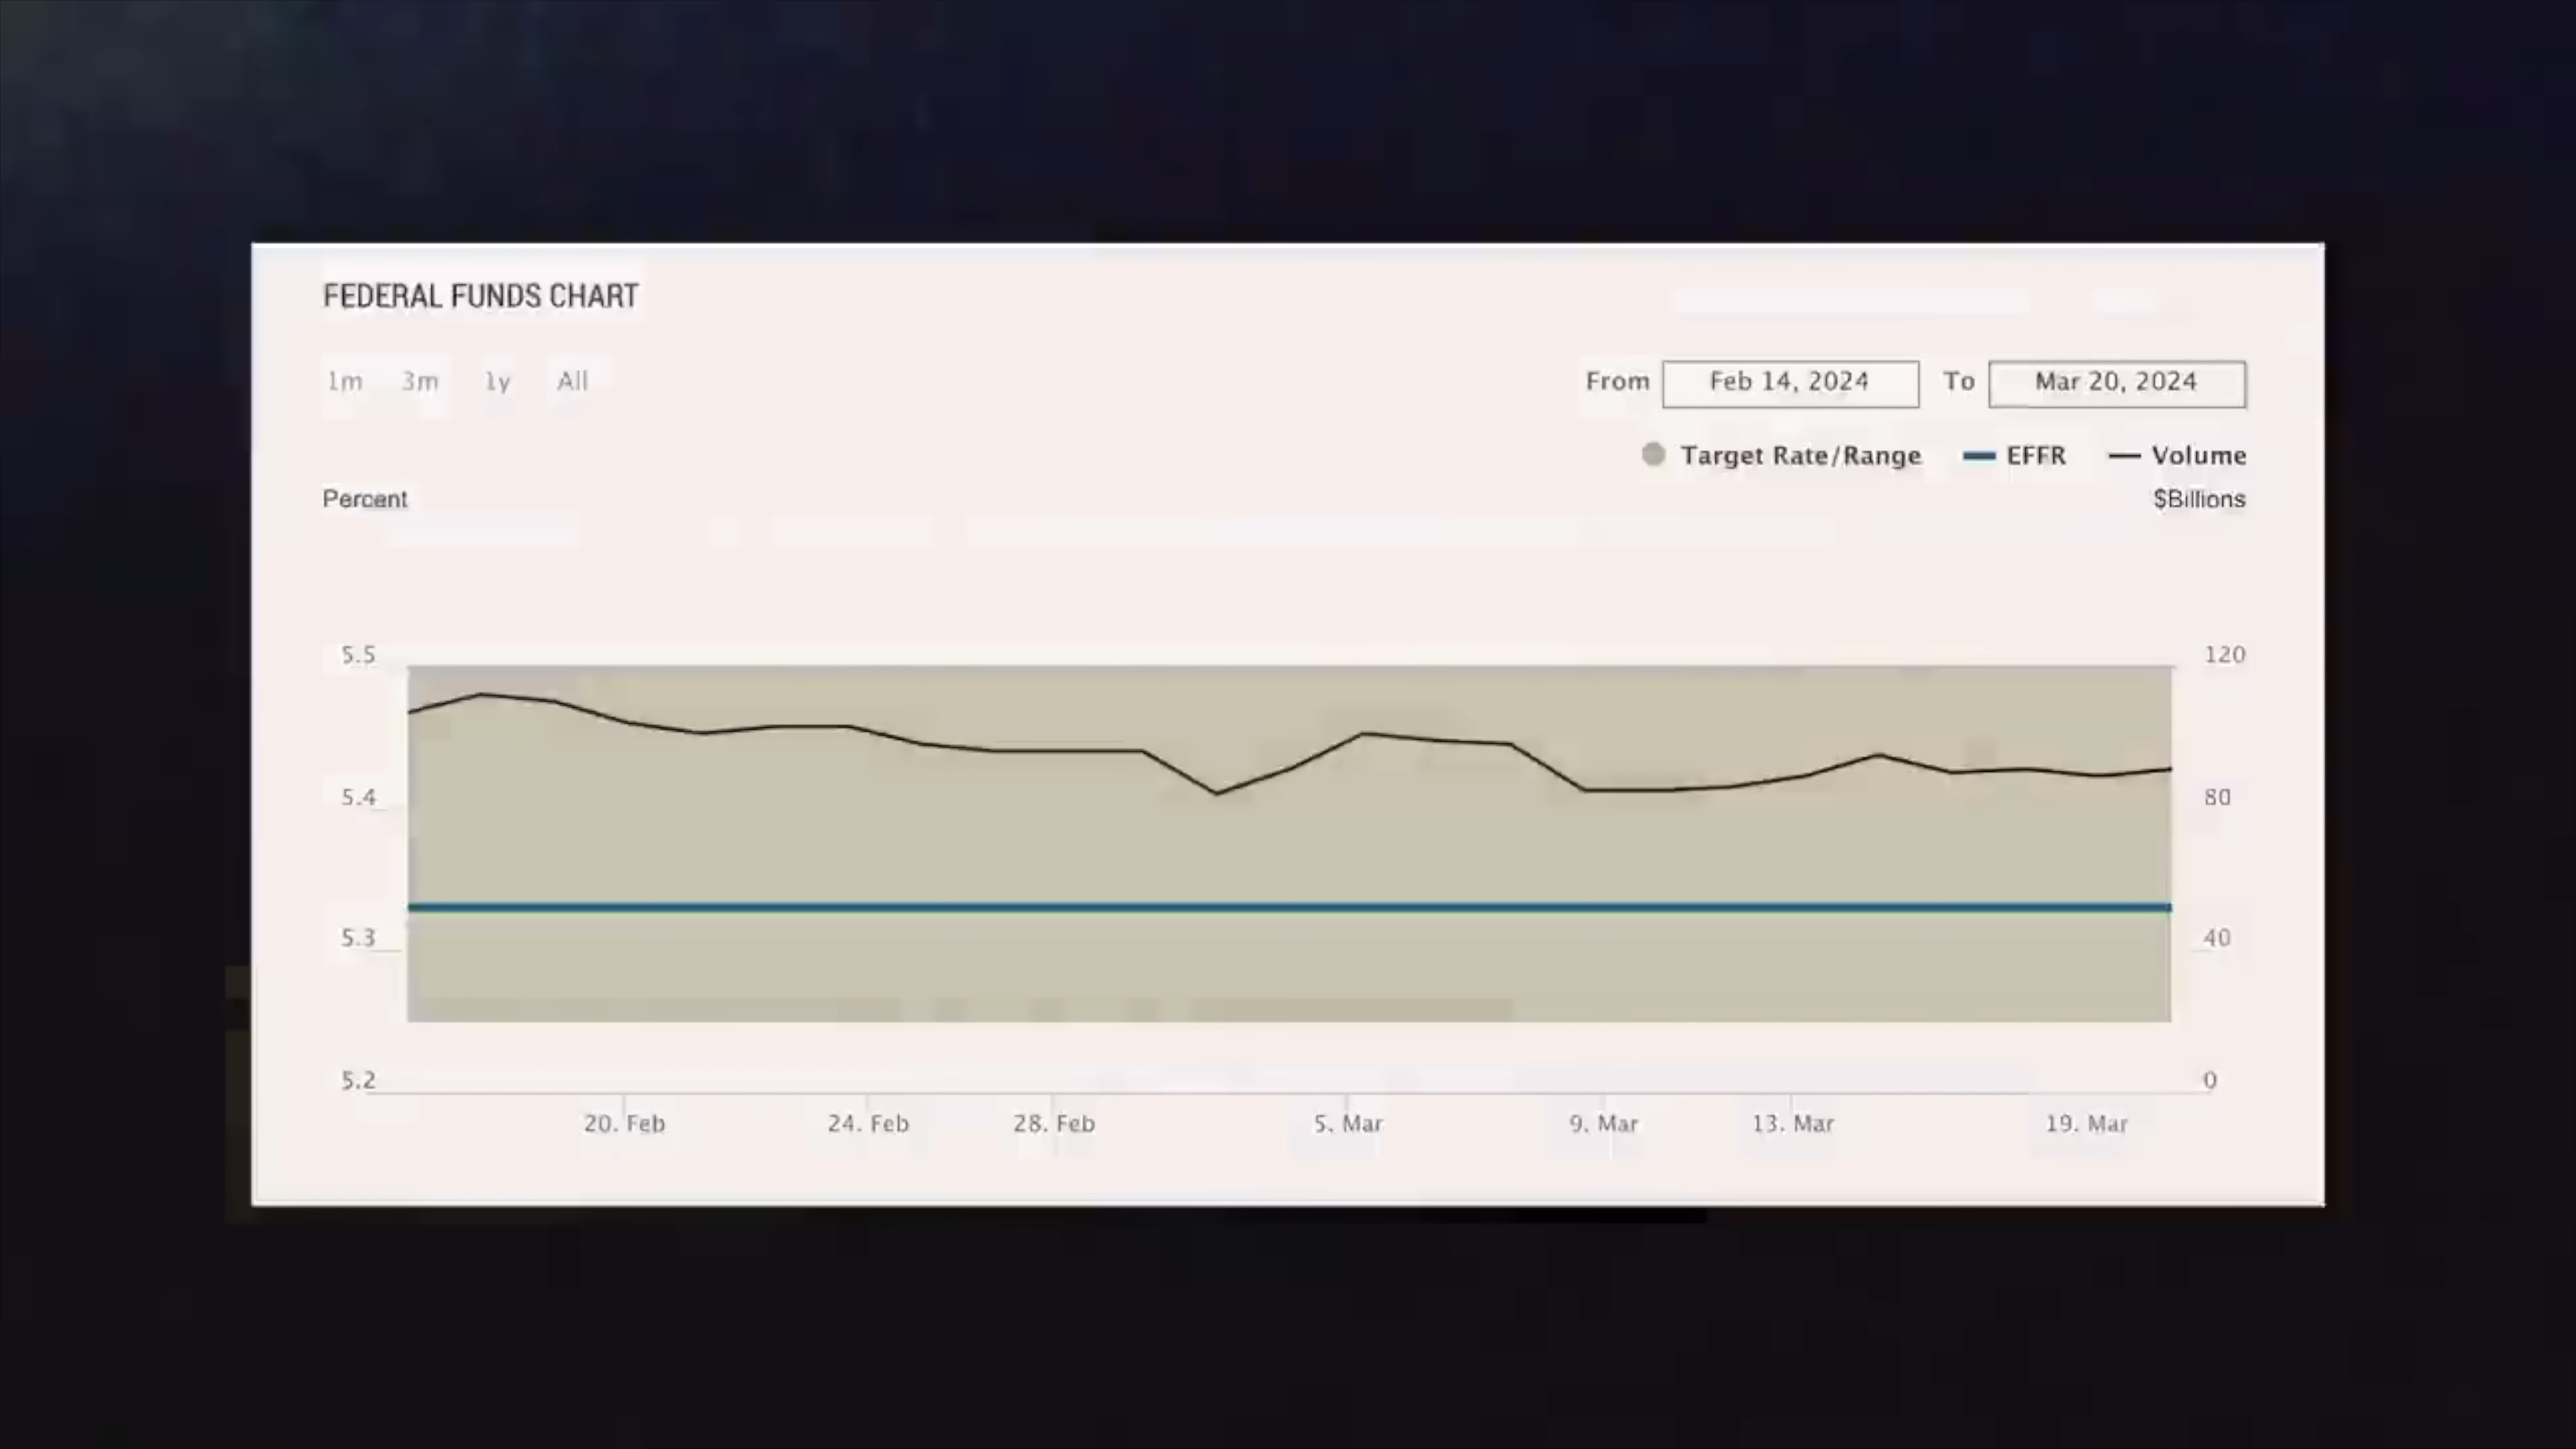 FEDERAL FUNDS CHART
1m 3m 1y All
From Feb 14, 2024 To Mar 20, 2024
Target Rate/Range EFFR Volume
Percent $Billions
5.5 120
5.4 80
5.3 40
5.2 0
20. Feb 24. Feb 28. Feb 5. Mar 9. Mar 13. Mar 19. Mar